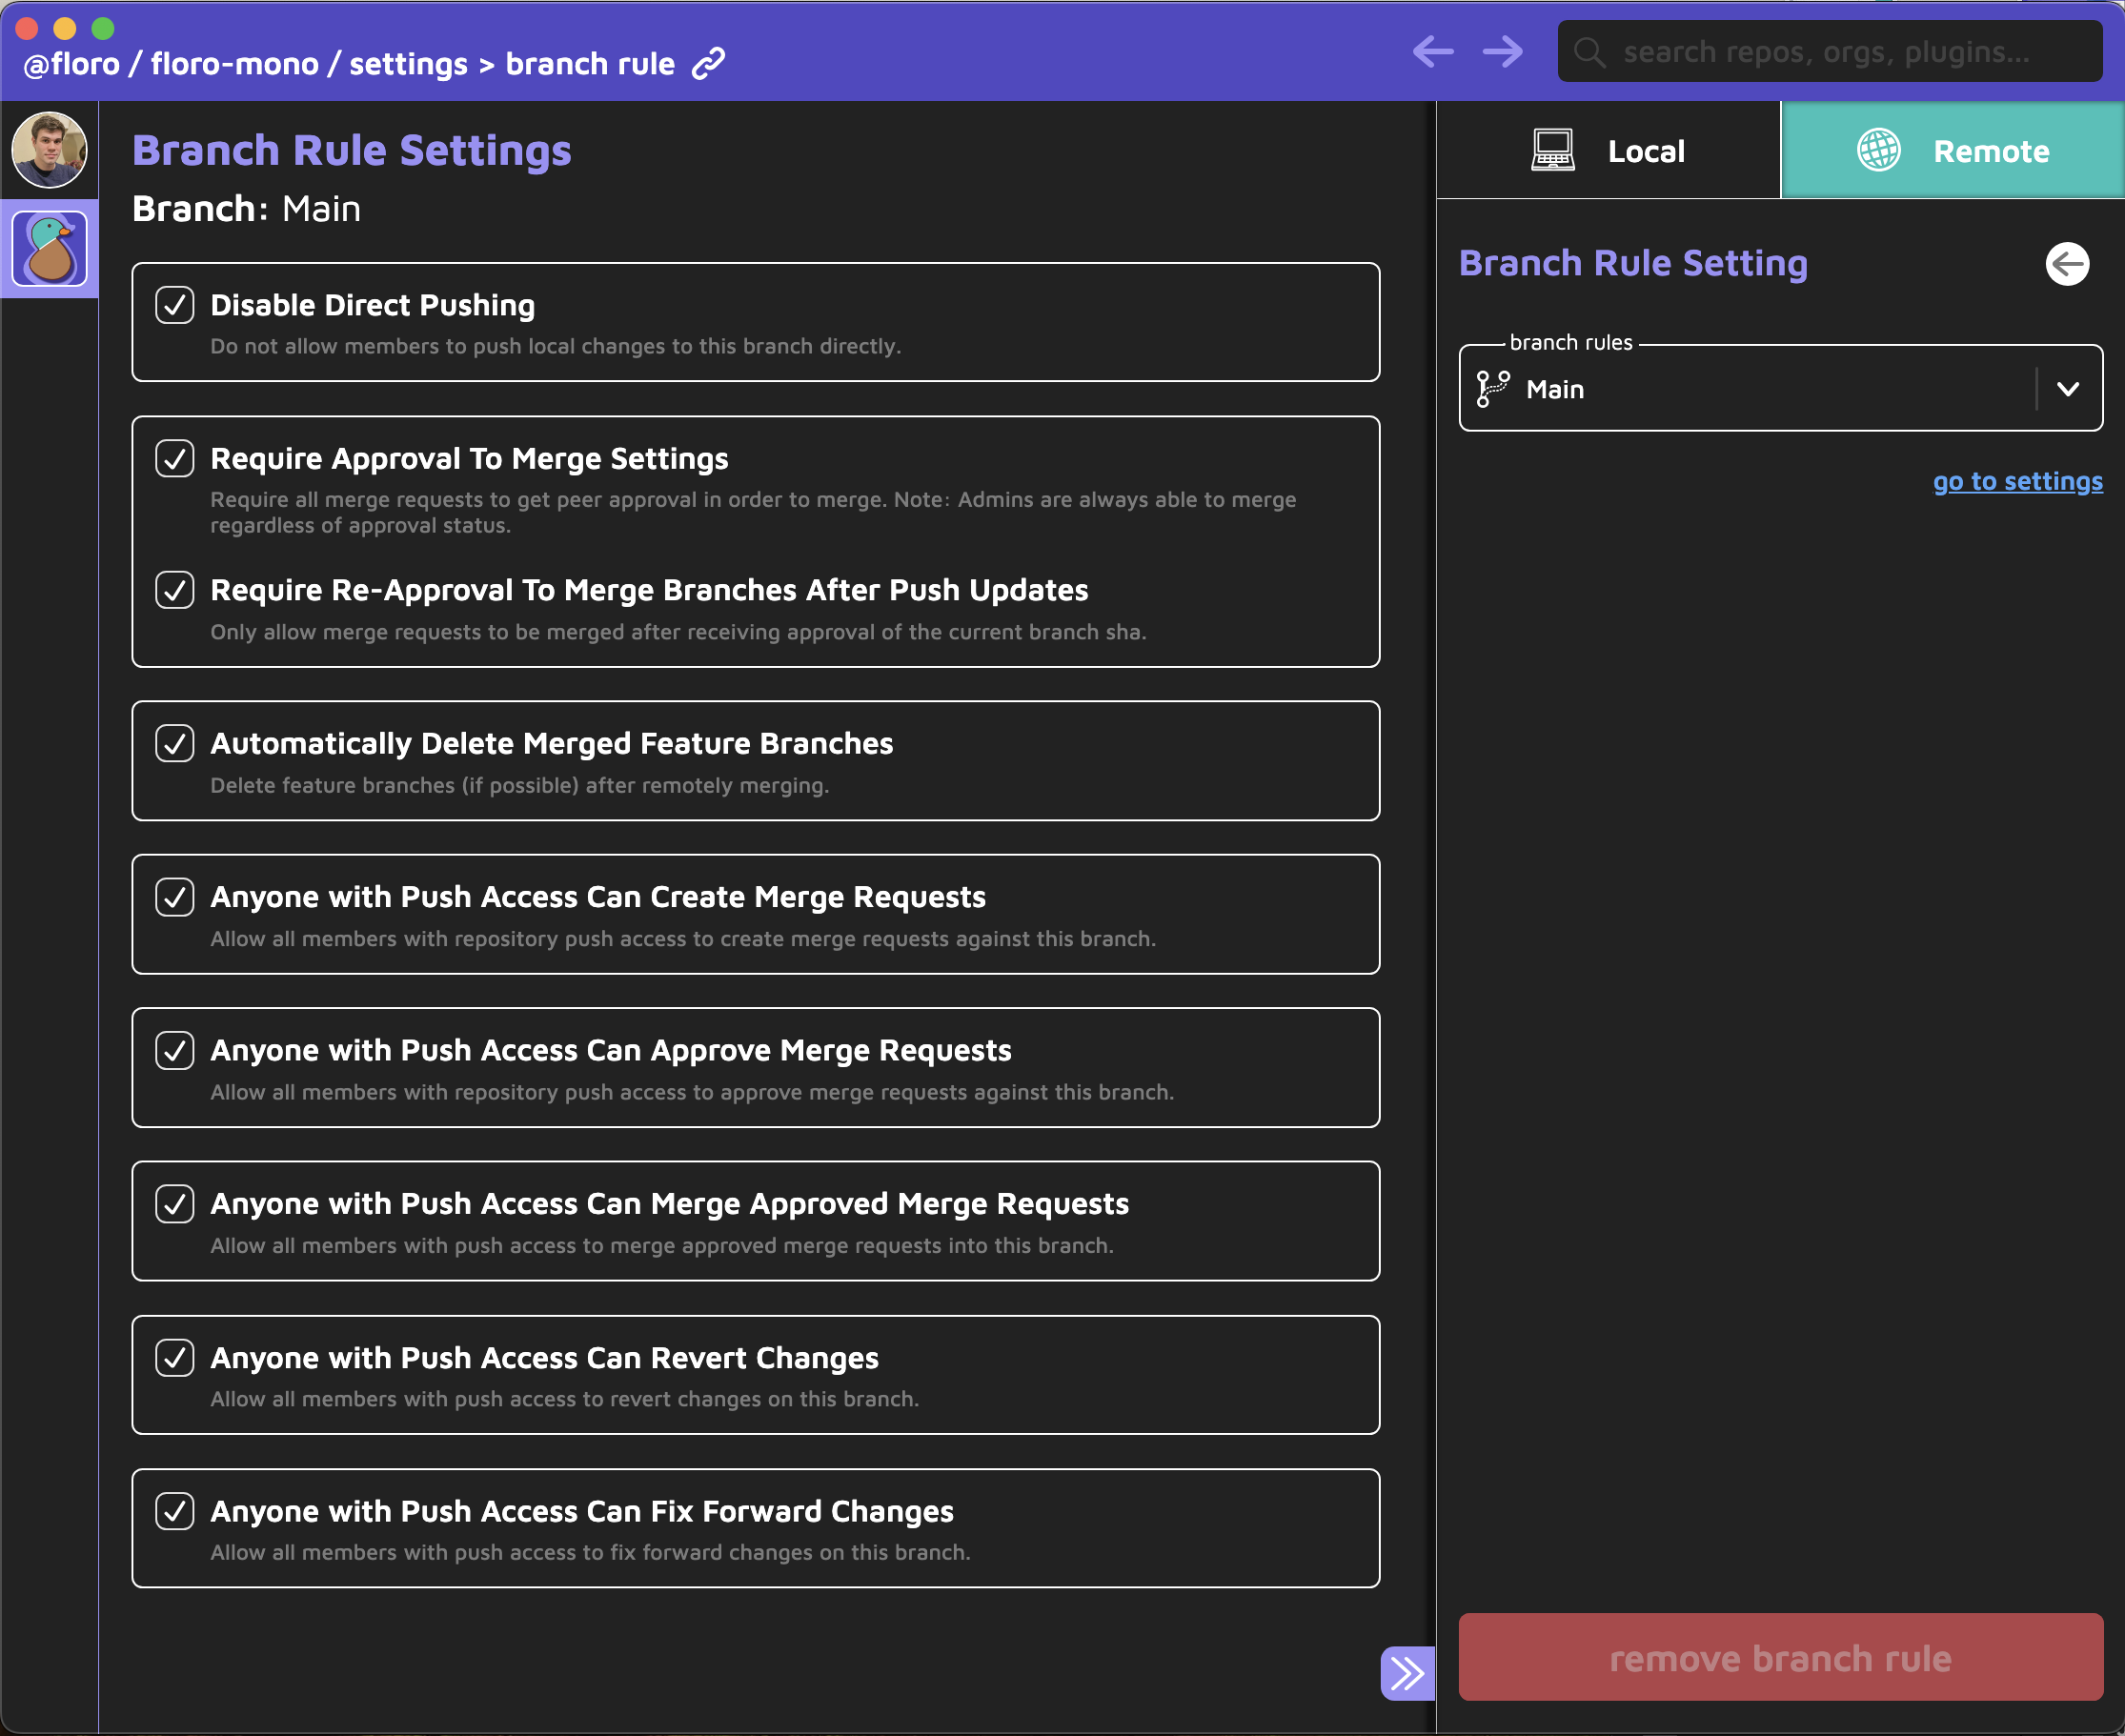 @floro / floro-mono / settings > branch rule
search repos, orgs, plugins...
Branch Rule Settings
Branch: Main
Disable Direct Pushing
Do not allow members to push local changes to this branch directly.
Require Approval To Merge Settings
Require all merge requests to get peer approval in order to merge. Note: Admins are always able to merge
regardless of approval status.
Require Re-Approval To Merge Branches After Push Updates
Only allow merge requests to be merged after receiving approval of the current branch sha.
Automatically Delete Merged Feature Branches
Delete feature branches (if possible) after remotely merging.
Anyone with Push Access Can Create Merge Requests
Allow all members with repository push access to create merge requests against this branch.
Anyone with Push Access Can Approve Merge Requests
Allow all members with repository push access to approve merge requests against this branch.
Anyone with Push Access Can Merge Approved Merge Requests
Allow all members with push access to merge approved merge requests into this branch.
Anyone with Push Access Can Revert Changes
Allow all members with push access to revert changes on this branch.
Anyone with Push Access Can Fix Forward Changes
Allow all members with push access to fix forward changes on this branch.
Local
Remote
Branch Rule Setting
branch rules
Main
go to settings
remove branch rule